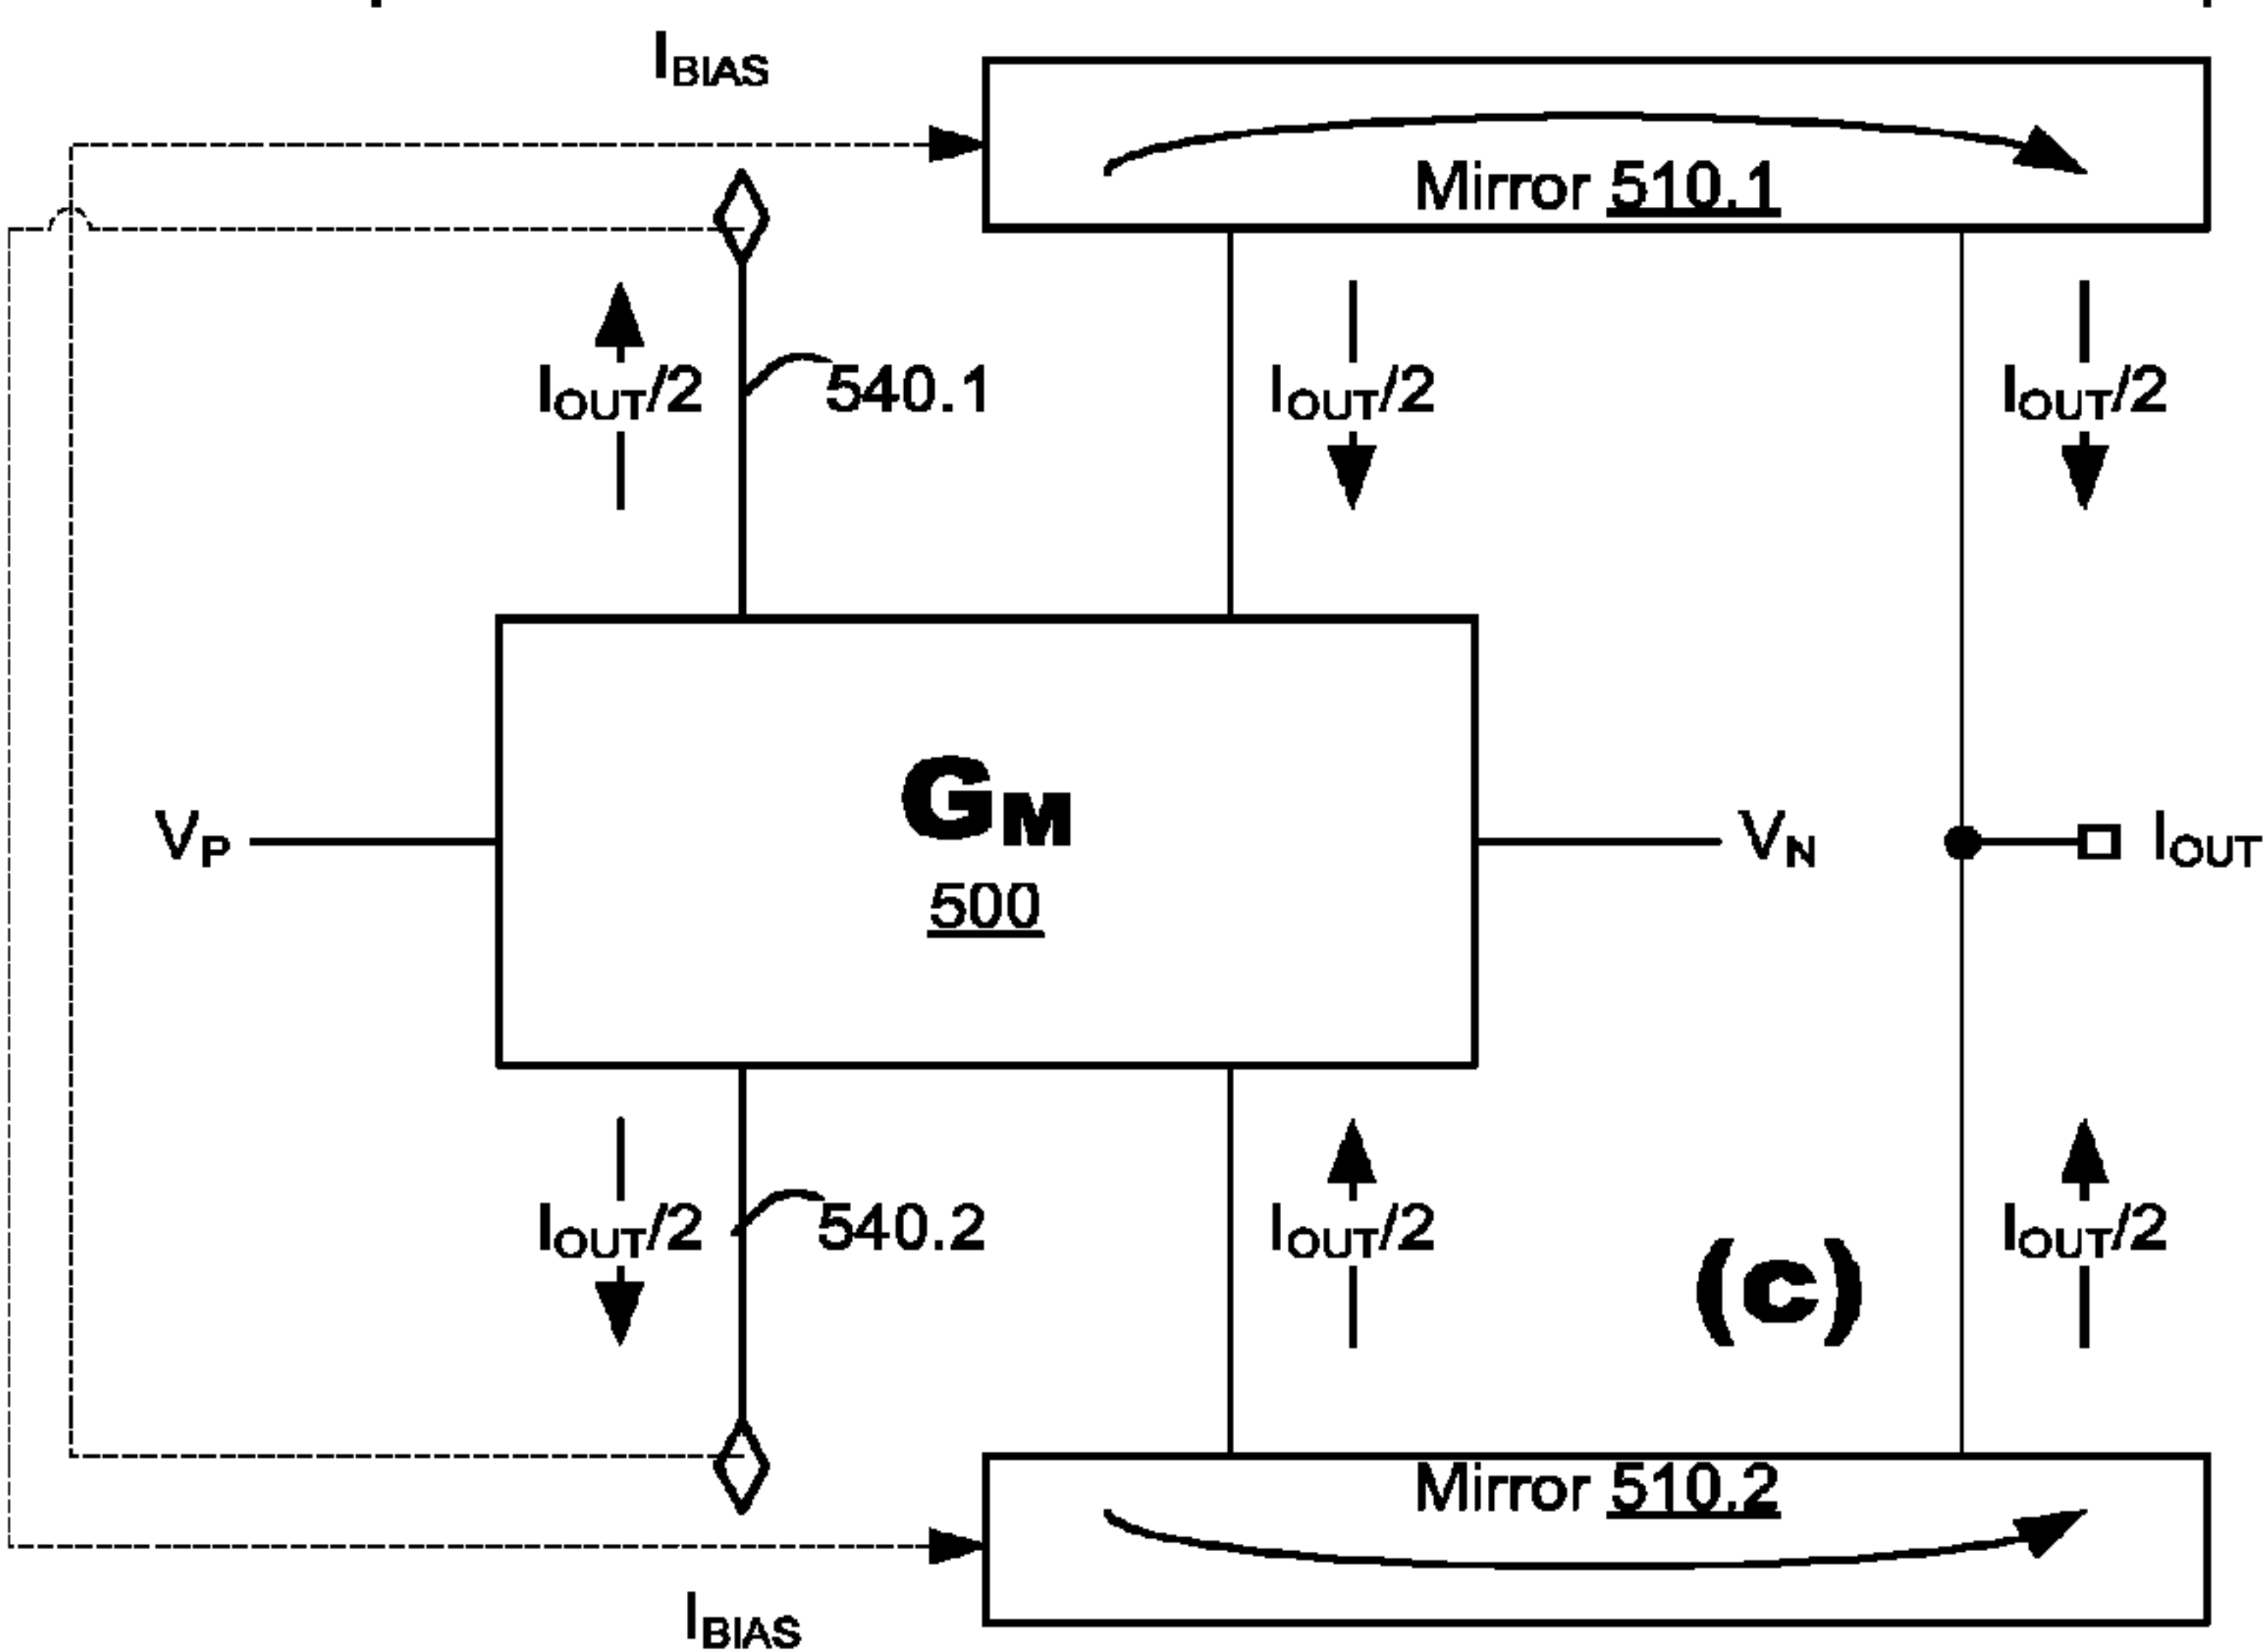 IBIAS
Mirror 510.1
IOUT/2
540.1
IOUT/2
IOUT/2
GM
500
VP
VN
IOUT
IOUT/2
540.2
IOUT/2
IOUT/2
(c)
Mirror 510.2
IBIAS